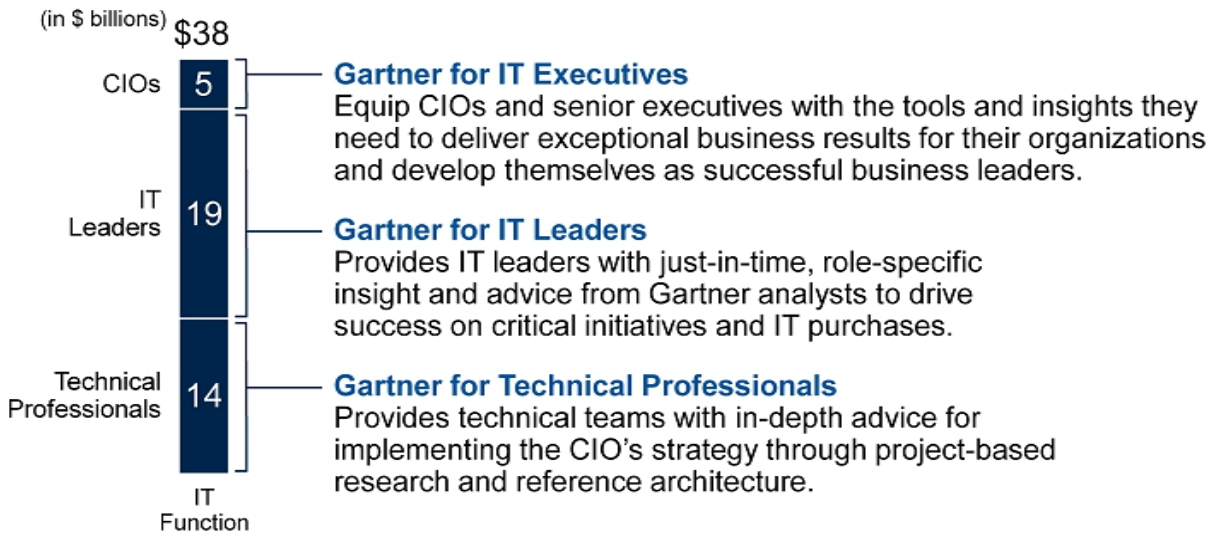 (in $ billions)
$38
CIOs
5
Gartner for IT Executives
Equip CIOs and senior executives with the tools and insights they
need to deliver exceptional business results for their organizations
and develop themselves as successful business leaders.
IT
Leaders
19
Gartner for IT Leaders
Provides IT leaders with just-in-time, role-specific
insight and advice from Gartner analysts to drive
success on critical initiatives and IT purchases.
Technical
Professionals
14
Gartner for Technical Professionals
Provides technical teams with in-depth advice for
implementing the CIO’s strategy through project-based
research and reference architecture.
IT
Function